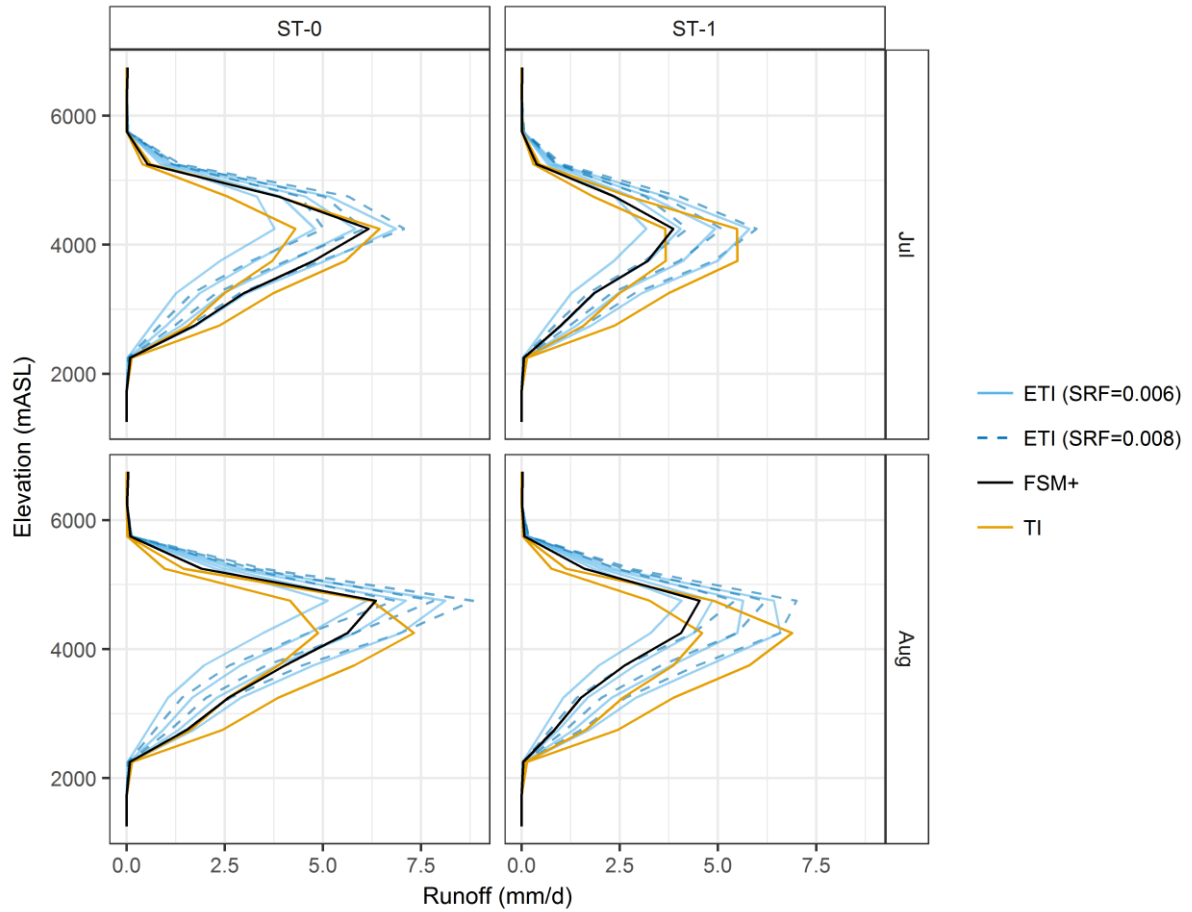 ST-0
ST-1
6000
4000
2000
Jul
6000
4000
2000
Aug
Elevation (mASL)
0.0
2.5
5.0
7.5
0.0
2.5
5.0
7.5
Runoff (mm/d)
ETI (SRF=0.006)
ETI (SRF=0.008)
FSM+
TI